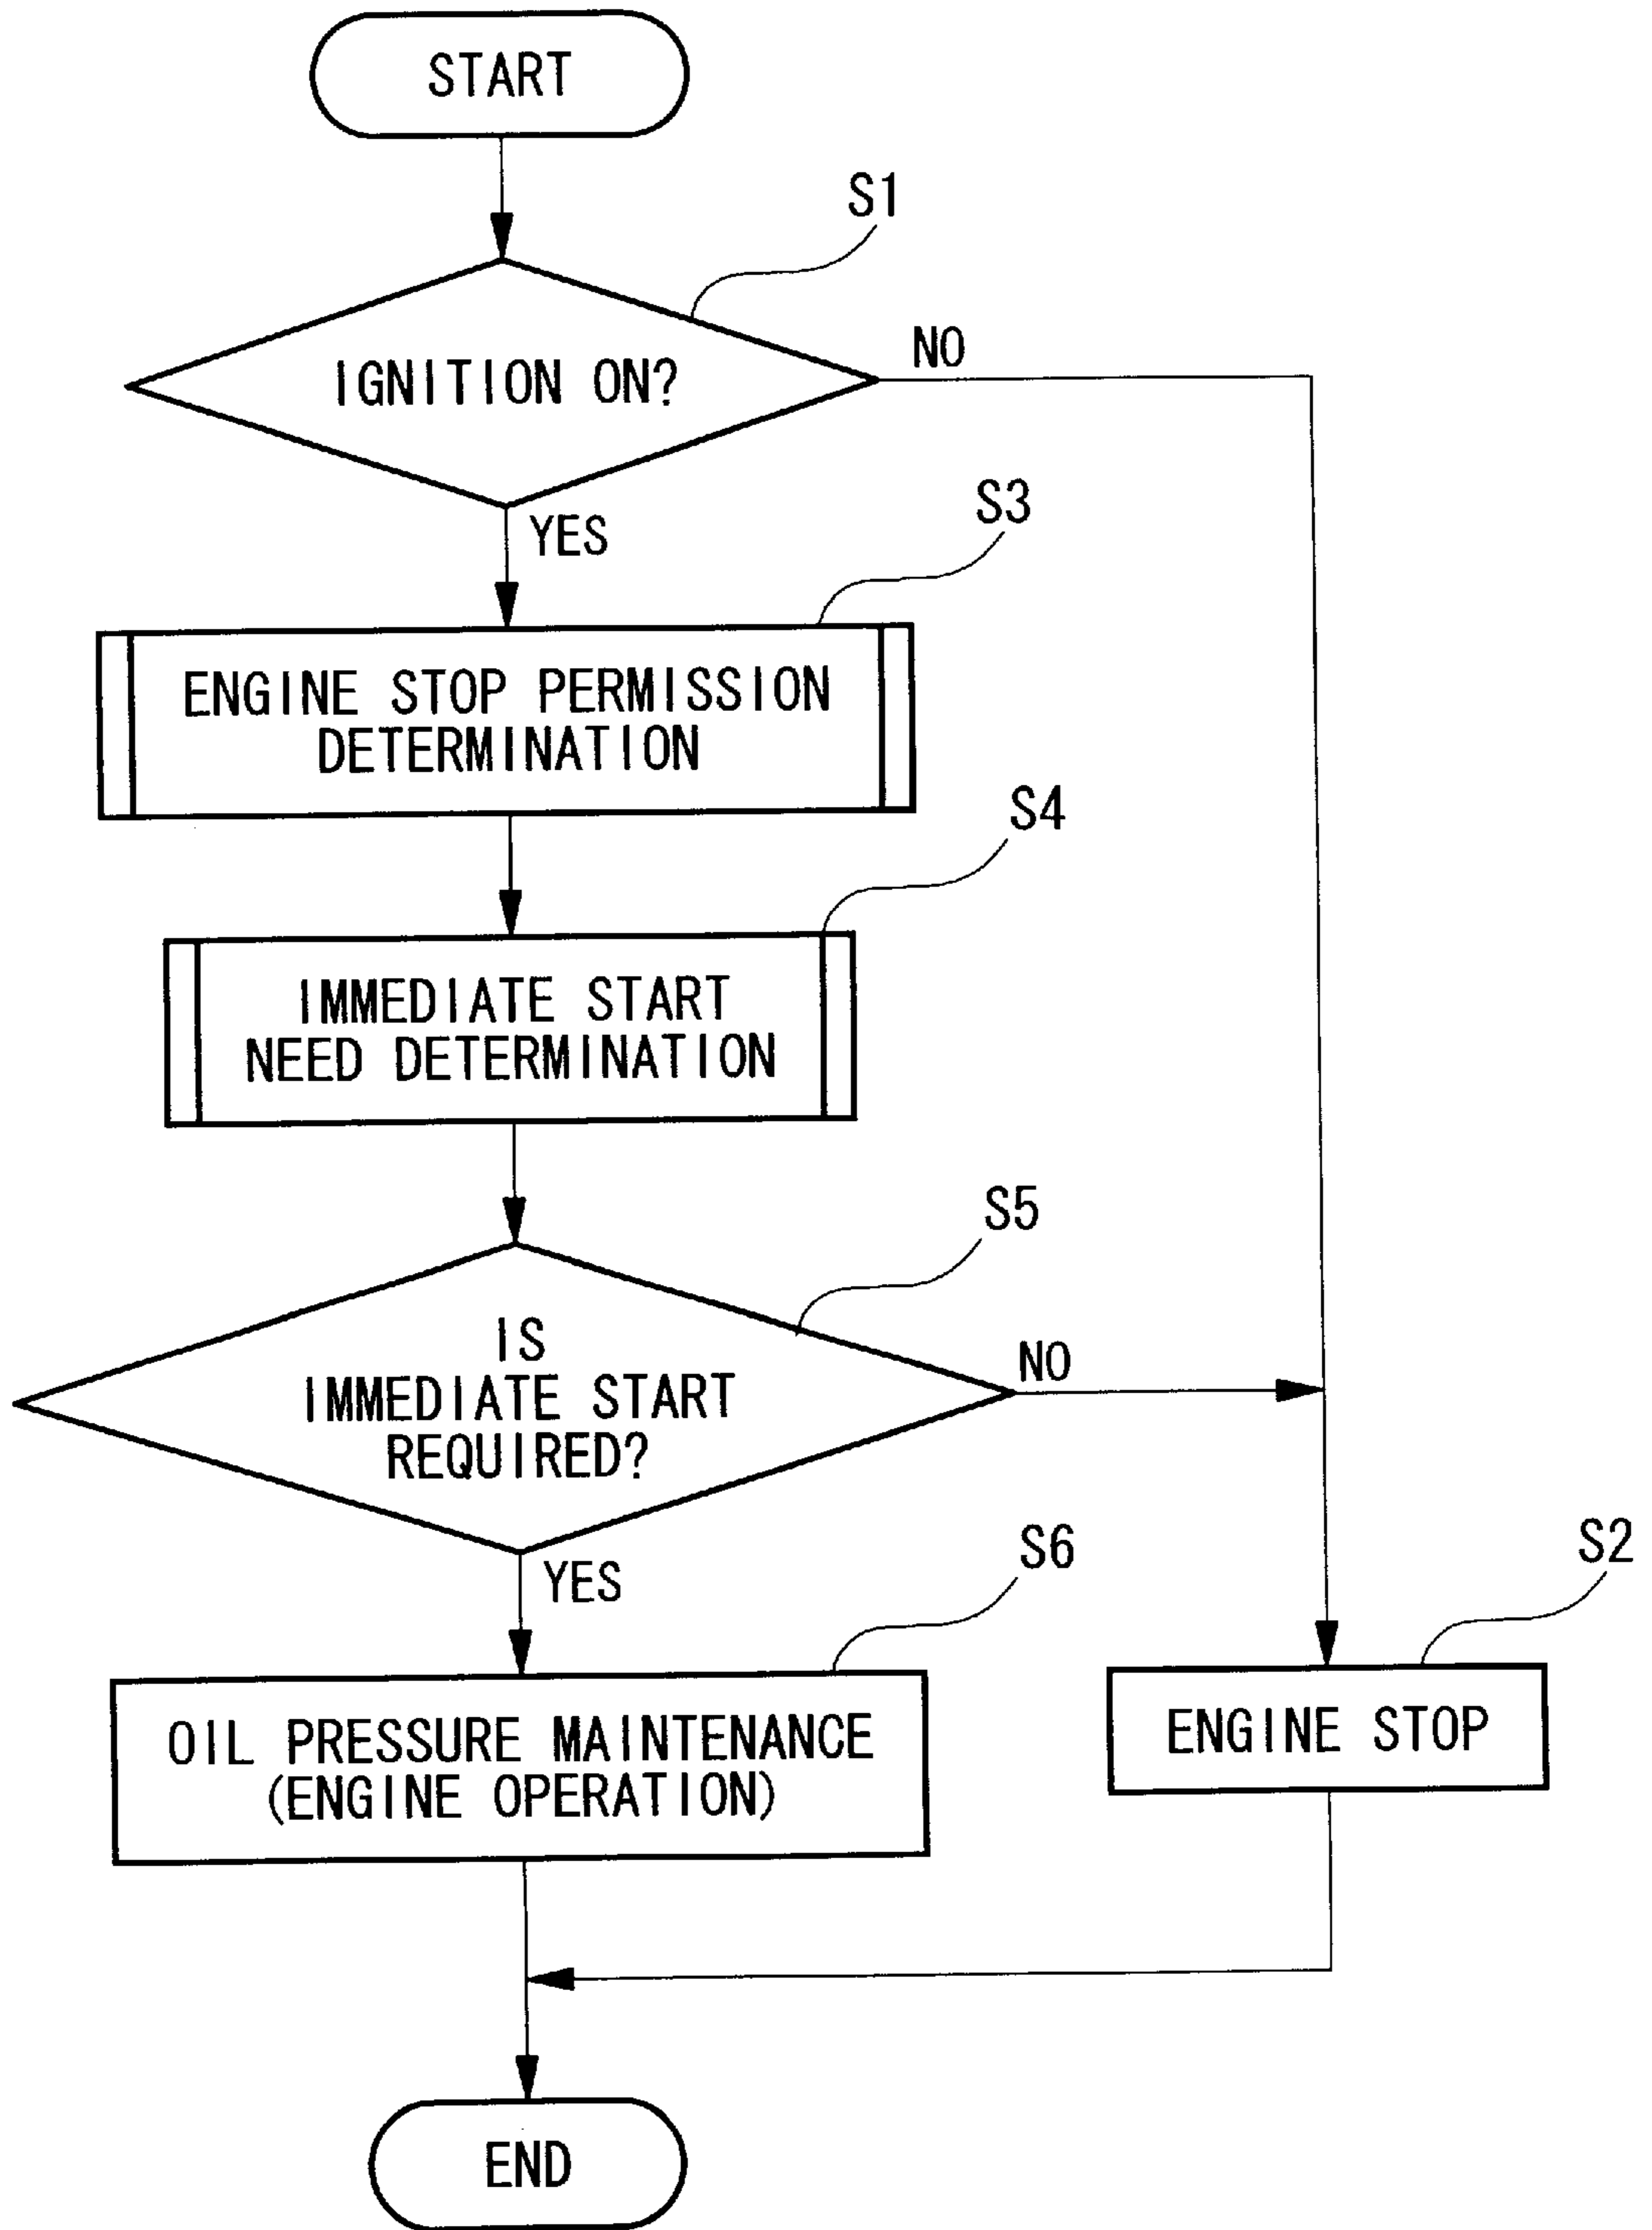 START
S1
IGNITION ON?
NO
YES
S3
ENGINE STOP PERMISSION
DETERMINATION
S4
IMMEDIATE START
NEED DETERMINATION
S5
IS
IMMEDIATE START
REQUIRED?
NO
YES
S6
OIL PRESSURE MAINTENANCE
(ENGINE OPERATION)
S2
ENGINE STOP
END